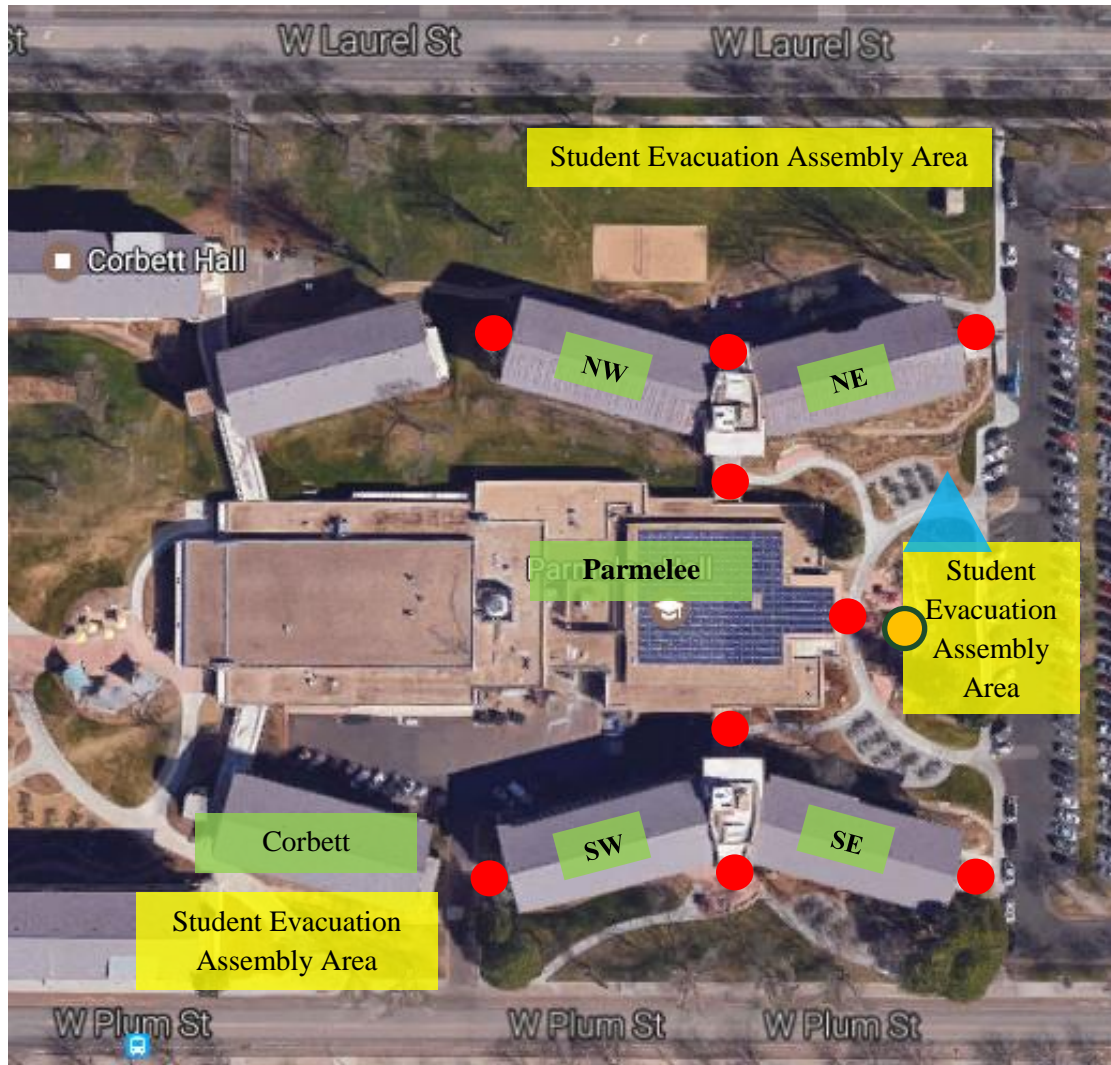 St
W Laurel St
W Laurel St
Student Evacuation Assembly Area
Corbett Hall
NW
NE
Parmelee
Student
Evacuation
Assembly
Area
Corbett
SW
SE
Student Evacuation
Assembly Area
W Plum St
W Plum St
W Plum St